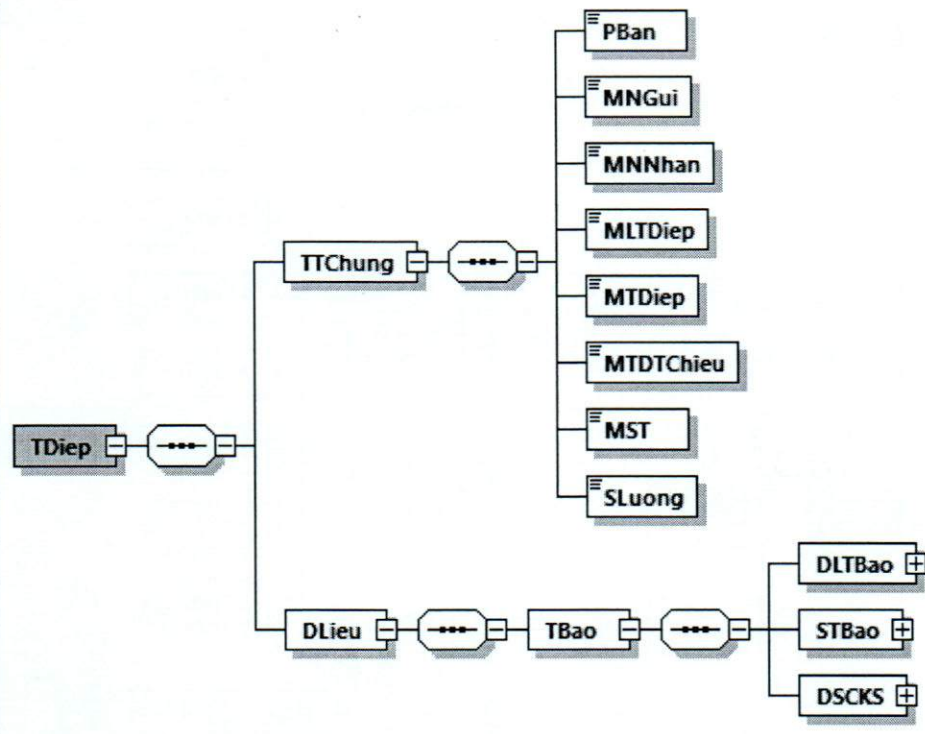 PBan
MNGui
MNNhan
MLTDiep
TTChung
MTDiep
MTDTChieu
MST
TDiep
SLuong
DLTBao
DLieu
TBao
STBao
DSCKS